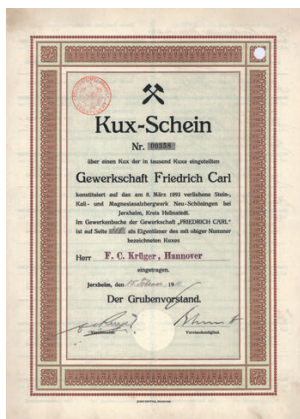 Kux-Schein
Nr. 00358
über einen Kux der in tausend Kuxe eingeteilten
Gewerkschaft Friedrich Carl
konstituiert auf das am 8. März 1893 verliehene Stein-,
Kali- und Magnesiasalzbergwerk Neu-Schöningen bei
Jerxheim, Kreis Helmstedt.
Im Gewerkenbuche der Gewerkschaft „FRIEDRICH CARL"
ist auf Seite als Eigentümer des mit obiger Nummer
bezeichneten Kuxes
Herr F. C. Krüger, Hannover
eingetragen.
Jerxheim, den 19
Der Grubenvorstand.
Vorsitzender. Vorstandsmitglied.